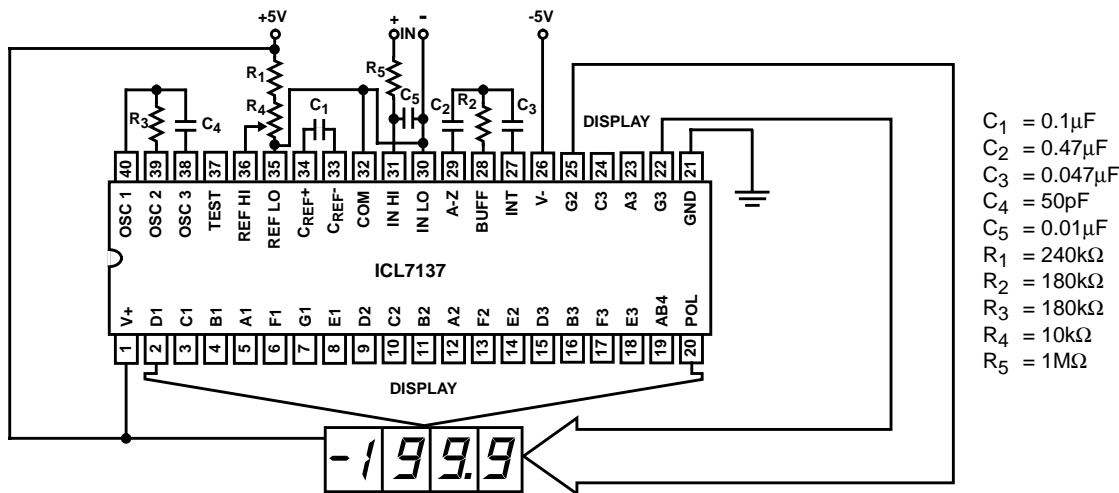 +5V
+ IN -
-5V
R1
R4
R5
C5
C1
R3
C4
C2
R2
C3
DISPLAY
40 39 38 37 36 35 34 33 32 31 30 29 28 27 26 25 24 23 22 21
OSC 1
OSC 2
OSC 3
TEST
REF HI
REF LO
CREF+
CREF-
COM
IN HI
IN LO
A-Z
BUFF
INT
V-
G2
C3
A3
G3
GND
ICL7137
V+
D1
C1
B1
A1
F1
G1
E1
D2
C2
B2
A2
F2
E2
D3
B3
F3
E3
AB4
POL
1 2 3 4 5 6 7 8 9 10 11 12 13 14 15 16 17 18 19 20
DISPLAY
-199.9
C1 = 0.1μF
C2 = 0.47μF
C3 = 0.047μF
C4 = 50pF
C5 = 0.01μF
R1 = 240kΩ
R2 = 180kΩ
R3 = 180kΩ
R4 = 10kΩ
R5 = 1MΩ